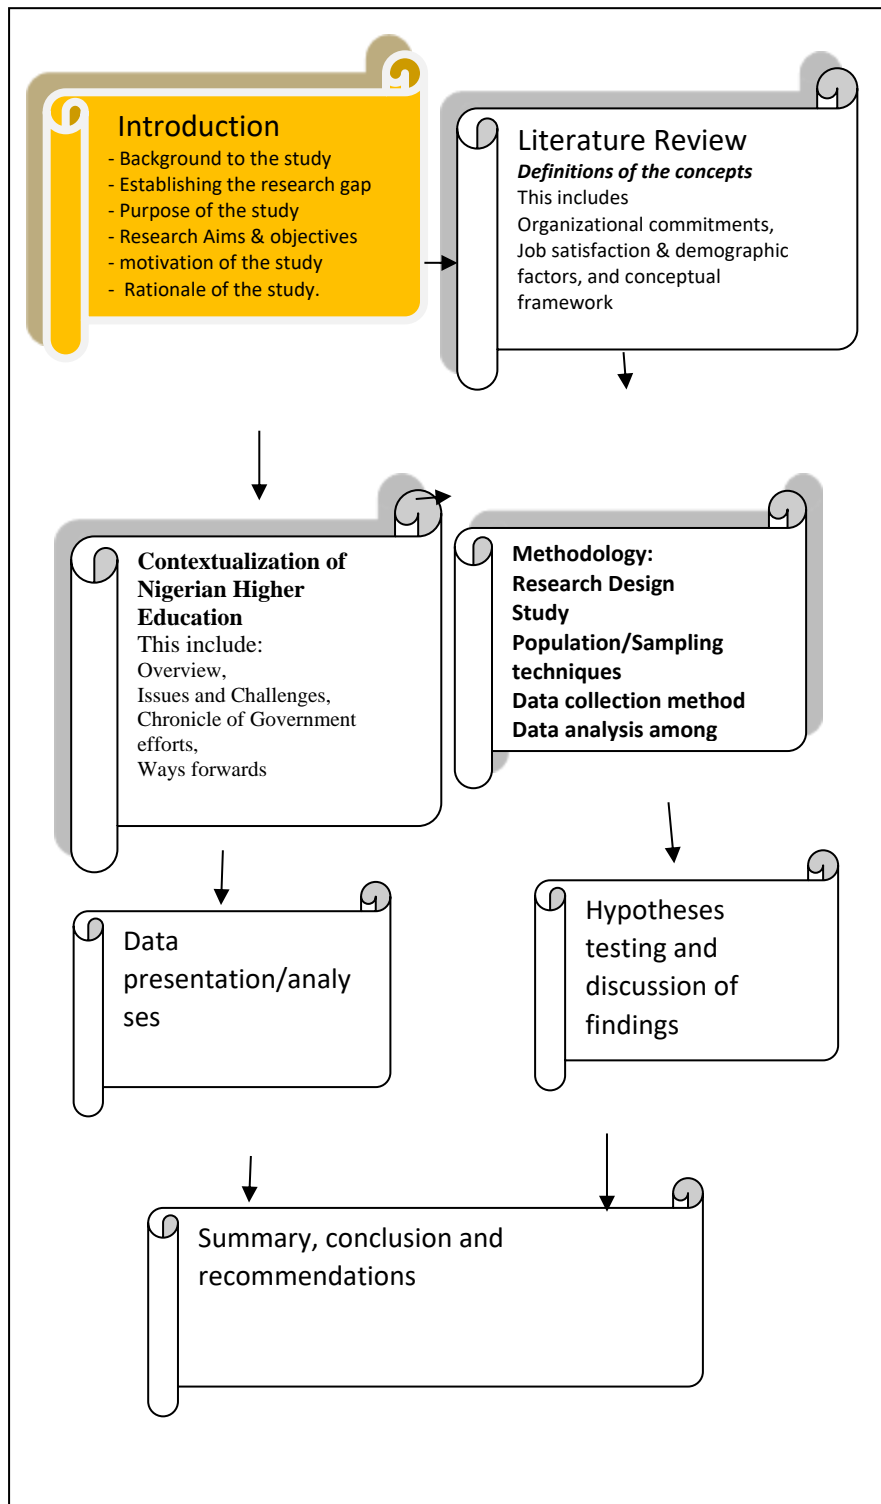 Introduction
- Background to the study
- Establishing the research gap
- Purpose of the study
- Research Aims & objectives
- motivation of the study
- Rationale of the study.
Literature Review
Definitions of the concepts
This includes
Organizational commitments,
Job satisfaction & demographic
factors, and conceptual
framework
Contextualization of
Nigerian Higher
Education
This include:
Overview,
Issues and Challenges,
Chronicle of Government
efforts,
Ways forwards
Methodology:
Research Design
Study
Population/Sampling
techniques
Data collection method
Data analysis among
Data
presentation/analy
ses
Hypotheses
testing and
discussion of
findings
Summary, conclusion and
recommendations